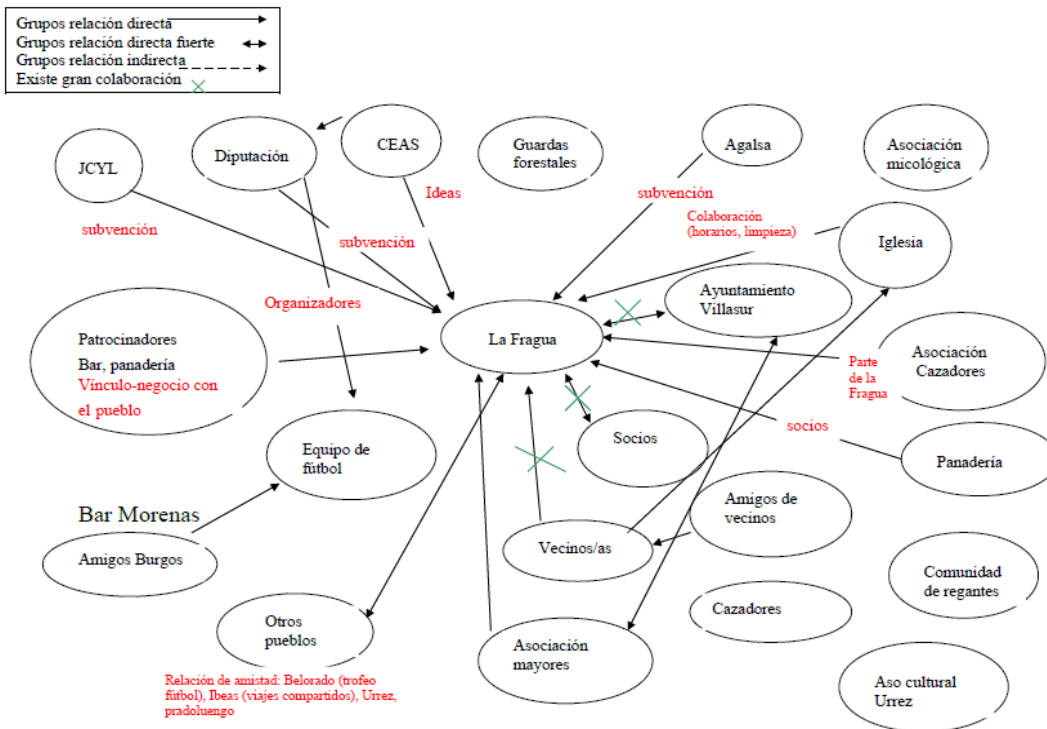 Grupos relación directa
Grupos relación directa fuerte
Grupos relación indirecta
Existe gran colaboración
JCYL
Diputación
CEAS
Guardas
forestales
Agalsa
Asociación
micológica
subvención
subvención
Ideas
subvención
Colaboración
(horarios, limpieza)
Iglesia
Organizadores
La Fragua
Ayuntamiento
Villasur
Patrocinadores
Bar, panadería
Vínculo-negocio con
el pueblo
Parte
de la
Fragua
Asociación
Cazadores
socios
Equipo de
fútbol
Socios
Panadería
Bar Morenas
Amigos Burgos
Vecinos/as
Amigos de
vecinos
Comunidad
de regantes
Otros
pueblos
Asociación
mayores
Cazadores
Relación de amistad: Belorado (trofeo
fútbol), Ibeas (viajes compartidos), Urrez,
pradoluengo
Aso cultural
Urrez